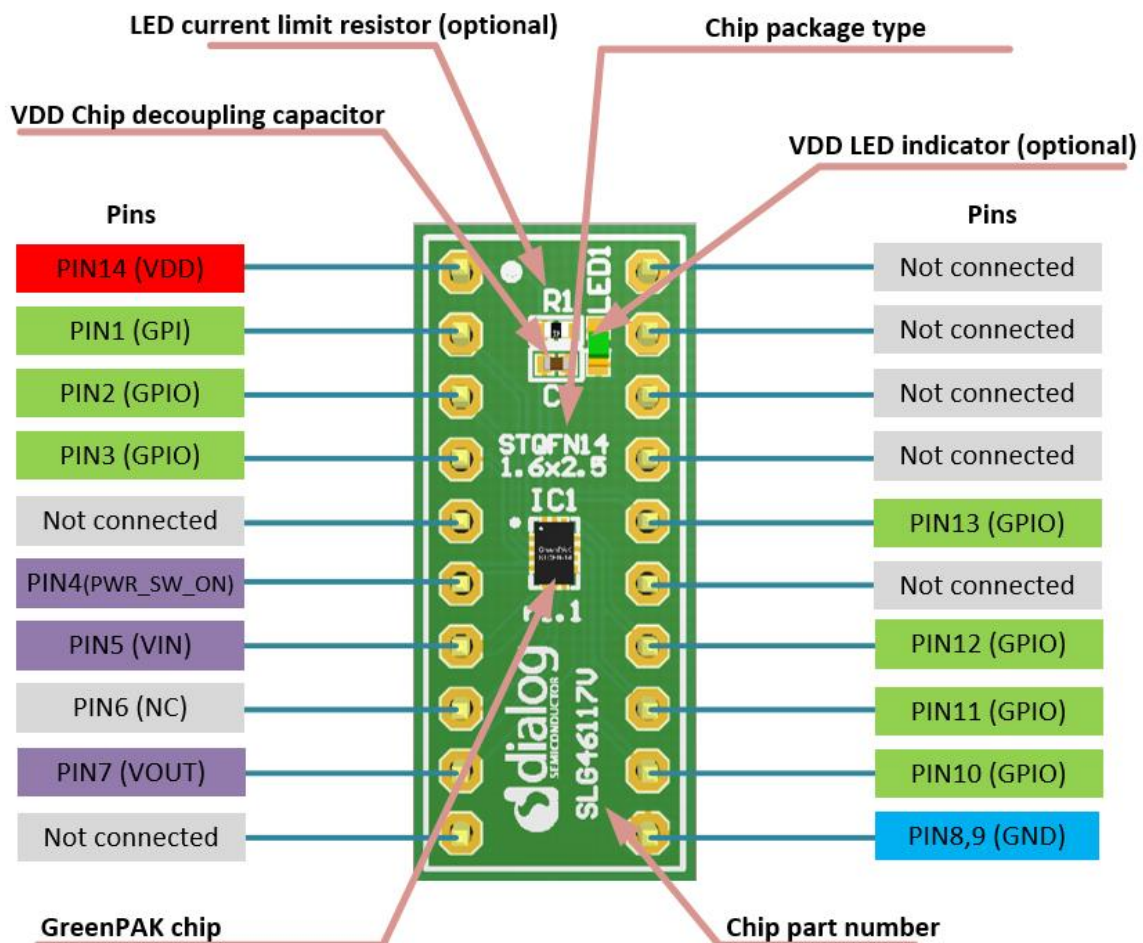 LED current limit resistor (optional)
Chip package type
VDD Chip decoupling capacitor
VDD LED indicator (optional)
Pins
Pins
PIN14 (VDD)
Not connected
PIN1 (GPI)
Not connected
PIN2 (GPIO)
Not connected
PIN3 (GPIO)
Not connected
Not connected
PIN13 (GPIO)
PIN4(PWR_SW_ON)
Not connected
PIN5 (VIN)
PIN12 (GPIO)
PIN6 (NC)
PIN11 (GPIO)
PIN7 (VOUT)
PIN10 (GPIO)
Not connected
PIN8,9 (GND)
R1
LED1
STQFN14
1.6x2.5
IC1
GreenPAK
dialog
SEMICONDUCTOR
SLG46117V
GreenPAK chip
Chip part number